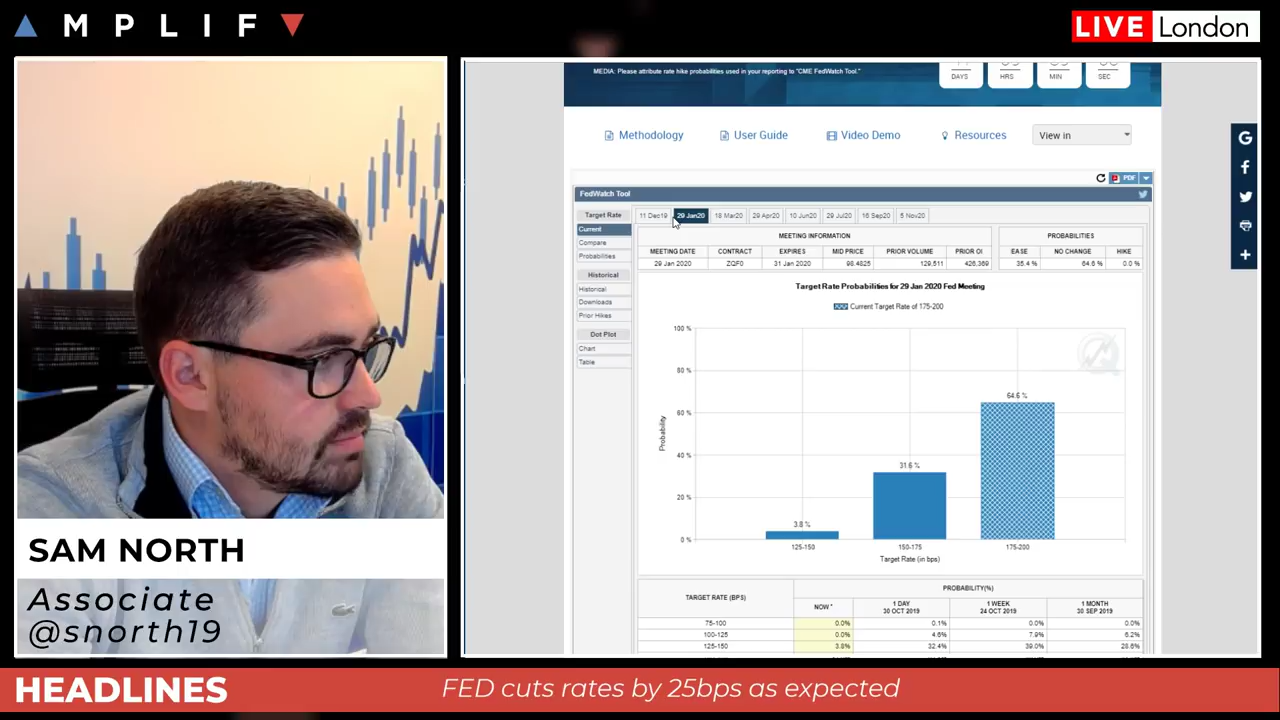 MPLIF
LIVE London
MEDIA: Please attribute rate hike probabilities used in your reporting to "CME FedWatch Tool."
DAYS HRS MIN SEC
Methodology User Guide Video Demo Resources View in
PDF
FedWatch Tool
Target Rate
Current
Compare
Probabilities
Historical
Historical
Downloads
Prior Hikes
Dot Plot
Chart
Table
11 Dec19 29 Jan20 18 Mar20 29 Apr20 10 Jun20 29 Jul20 16 Sep20 5 Nov20
MEETING INFORMATION
MEETING DATE CONTRACT EXPIRES MID PRICE PRIOR VOLUME PRIOR OI
29 Jan 2020 ZQF0 31 Jan 2020 98.4825 129,511 426,369
PROBABILITIES
EASE NO CHANGE HIKE
35.4 % 64.6 % 0.0 %
Target Rate Probabilities for 29 Jan 2020 Fed Meeting
Current Target Rate of 175-200
Probability
100 %
80 %
60 %
40 %
20 %
0 %
3.8 %
31.6 %
64.6 %
125-150 150-175 175-200
Target Rate (in bps)
TARGET RATE (BPS) PROBABILITY(%)
NOW * 1 DAY 1 WEEK 1 MONTH
30 OCT 2019 24 OCT 2019 30 SEP 2019
75-100 0.0% 0.1% 0.0% 0.0%
100-125 0.0% 4.6% 7.9% 6.2%
125-150 3.8% 32.4% 39.0% 28.6%
SAM NORTH
Associate
@snorth19
HEADLINES FED cuts rates by 25bps as expected